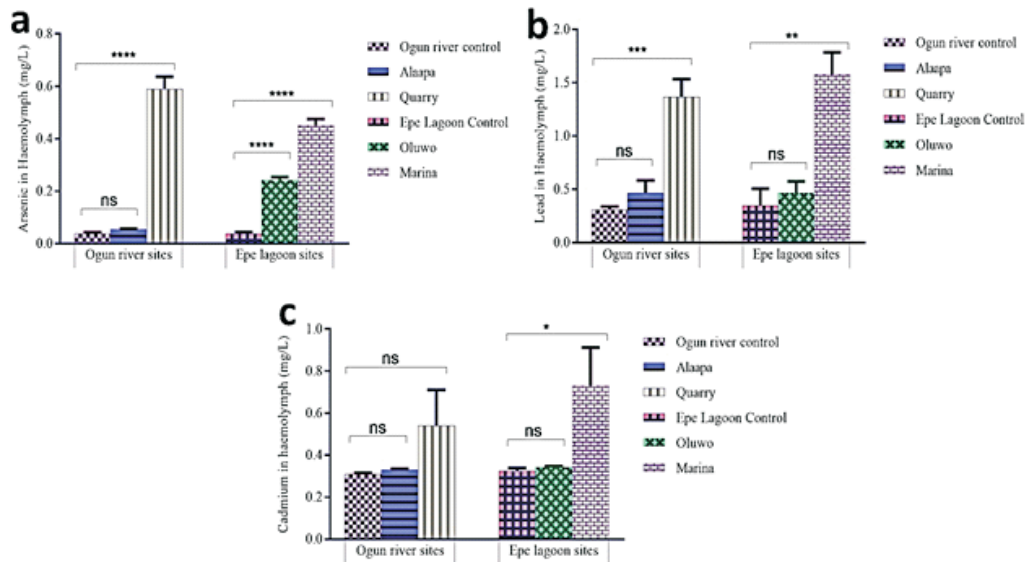 a
Arsenic in Haemolymph (mg/L)
0.8
0.6
0.4
0.2
0.0
****
ns
****
****
Ogun river sites
Epe lagoon sites
Ogun river control
Alaapa
Quarry
Epe Lagoon Control
Oluwo
Marina
b
Lead in Haemolymph (mg/L)
2.0
1.5
1.0
0.5
0.0
***
ns
**
ns
Ogun river sites
Epe lagoon sites
Ogun river control
Alaapa
Quarry
Epe Lagoon Control
Oluwo
Marina
c
Cadmium in haemolymph (mg/L)
1.0
0.8
0.6
0.4
0.2
0.0
ns
ns
*
ns
Ogun river sites
Epe lagoon sites
Ogun river control
Alaapa
Quarry
Epe Lagoon Control
Oluwo
Marina